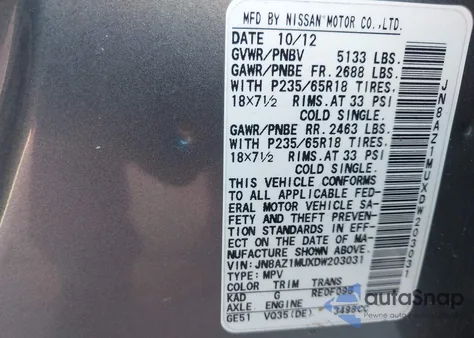 MFD BY NISSAN MOTOR CO.,LTD.
DATE 10/12
GVWR/PNBV 5133 LBS.
GAWR/PNBE FR. 2688 LBS.
WITH P235/65R18 TIRES.
18X7½ RIMS.AT 33 PSI
COLD SINGLE.
GAWR/PNBE RR. 2463 LBS.
WITH P235/65R18 TIRES.
18X7½ RIMS.AT 33 PSI
COLD SINGLE.
THIS VEHICLE CONFORMS
TO ALL APPLICABLE FED-
ERAL MOTOR VEHICLE SA-
FETY AND THEFT PREVEN-
TION STANDARDS IN EFF-
ECT ON THE DATE OF MA-
NUFACTURE SHOWN ABOVE.
VIN: JN8AZ1MUXDW203031
TYPE: MPV
COLOR TRIM TRANS
KAD G RE0F09B
AXLE ENGINE
GE51 VQ35(DE) 3498CC
JN8AZ1MUXDW203031
autoSnap